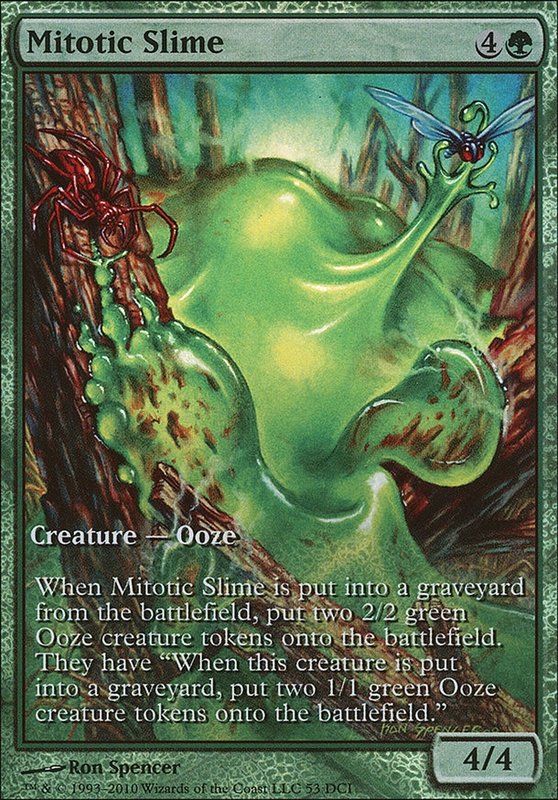 Mitotic Slime 4
Creature — Ooze
When Mitotic Slime is put into a graveyard
from the battlefield, put two 2/2 green
Ooze creature tokens onto the battlefield.
They have “When this creature is put
into a graveyard, put two 1/1 green Ooze
creature tokens onto the battlefield.”
RON SPENCER
4/4
Ron Spencer
™ & © 1993–2010 Wizards of the Coast LLC 53 DCI